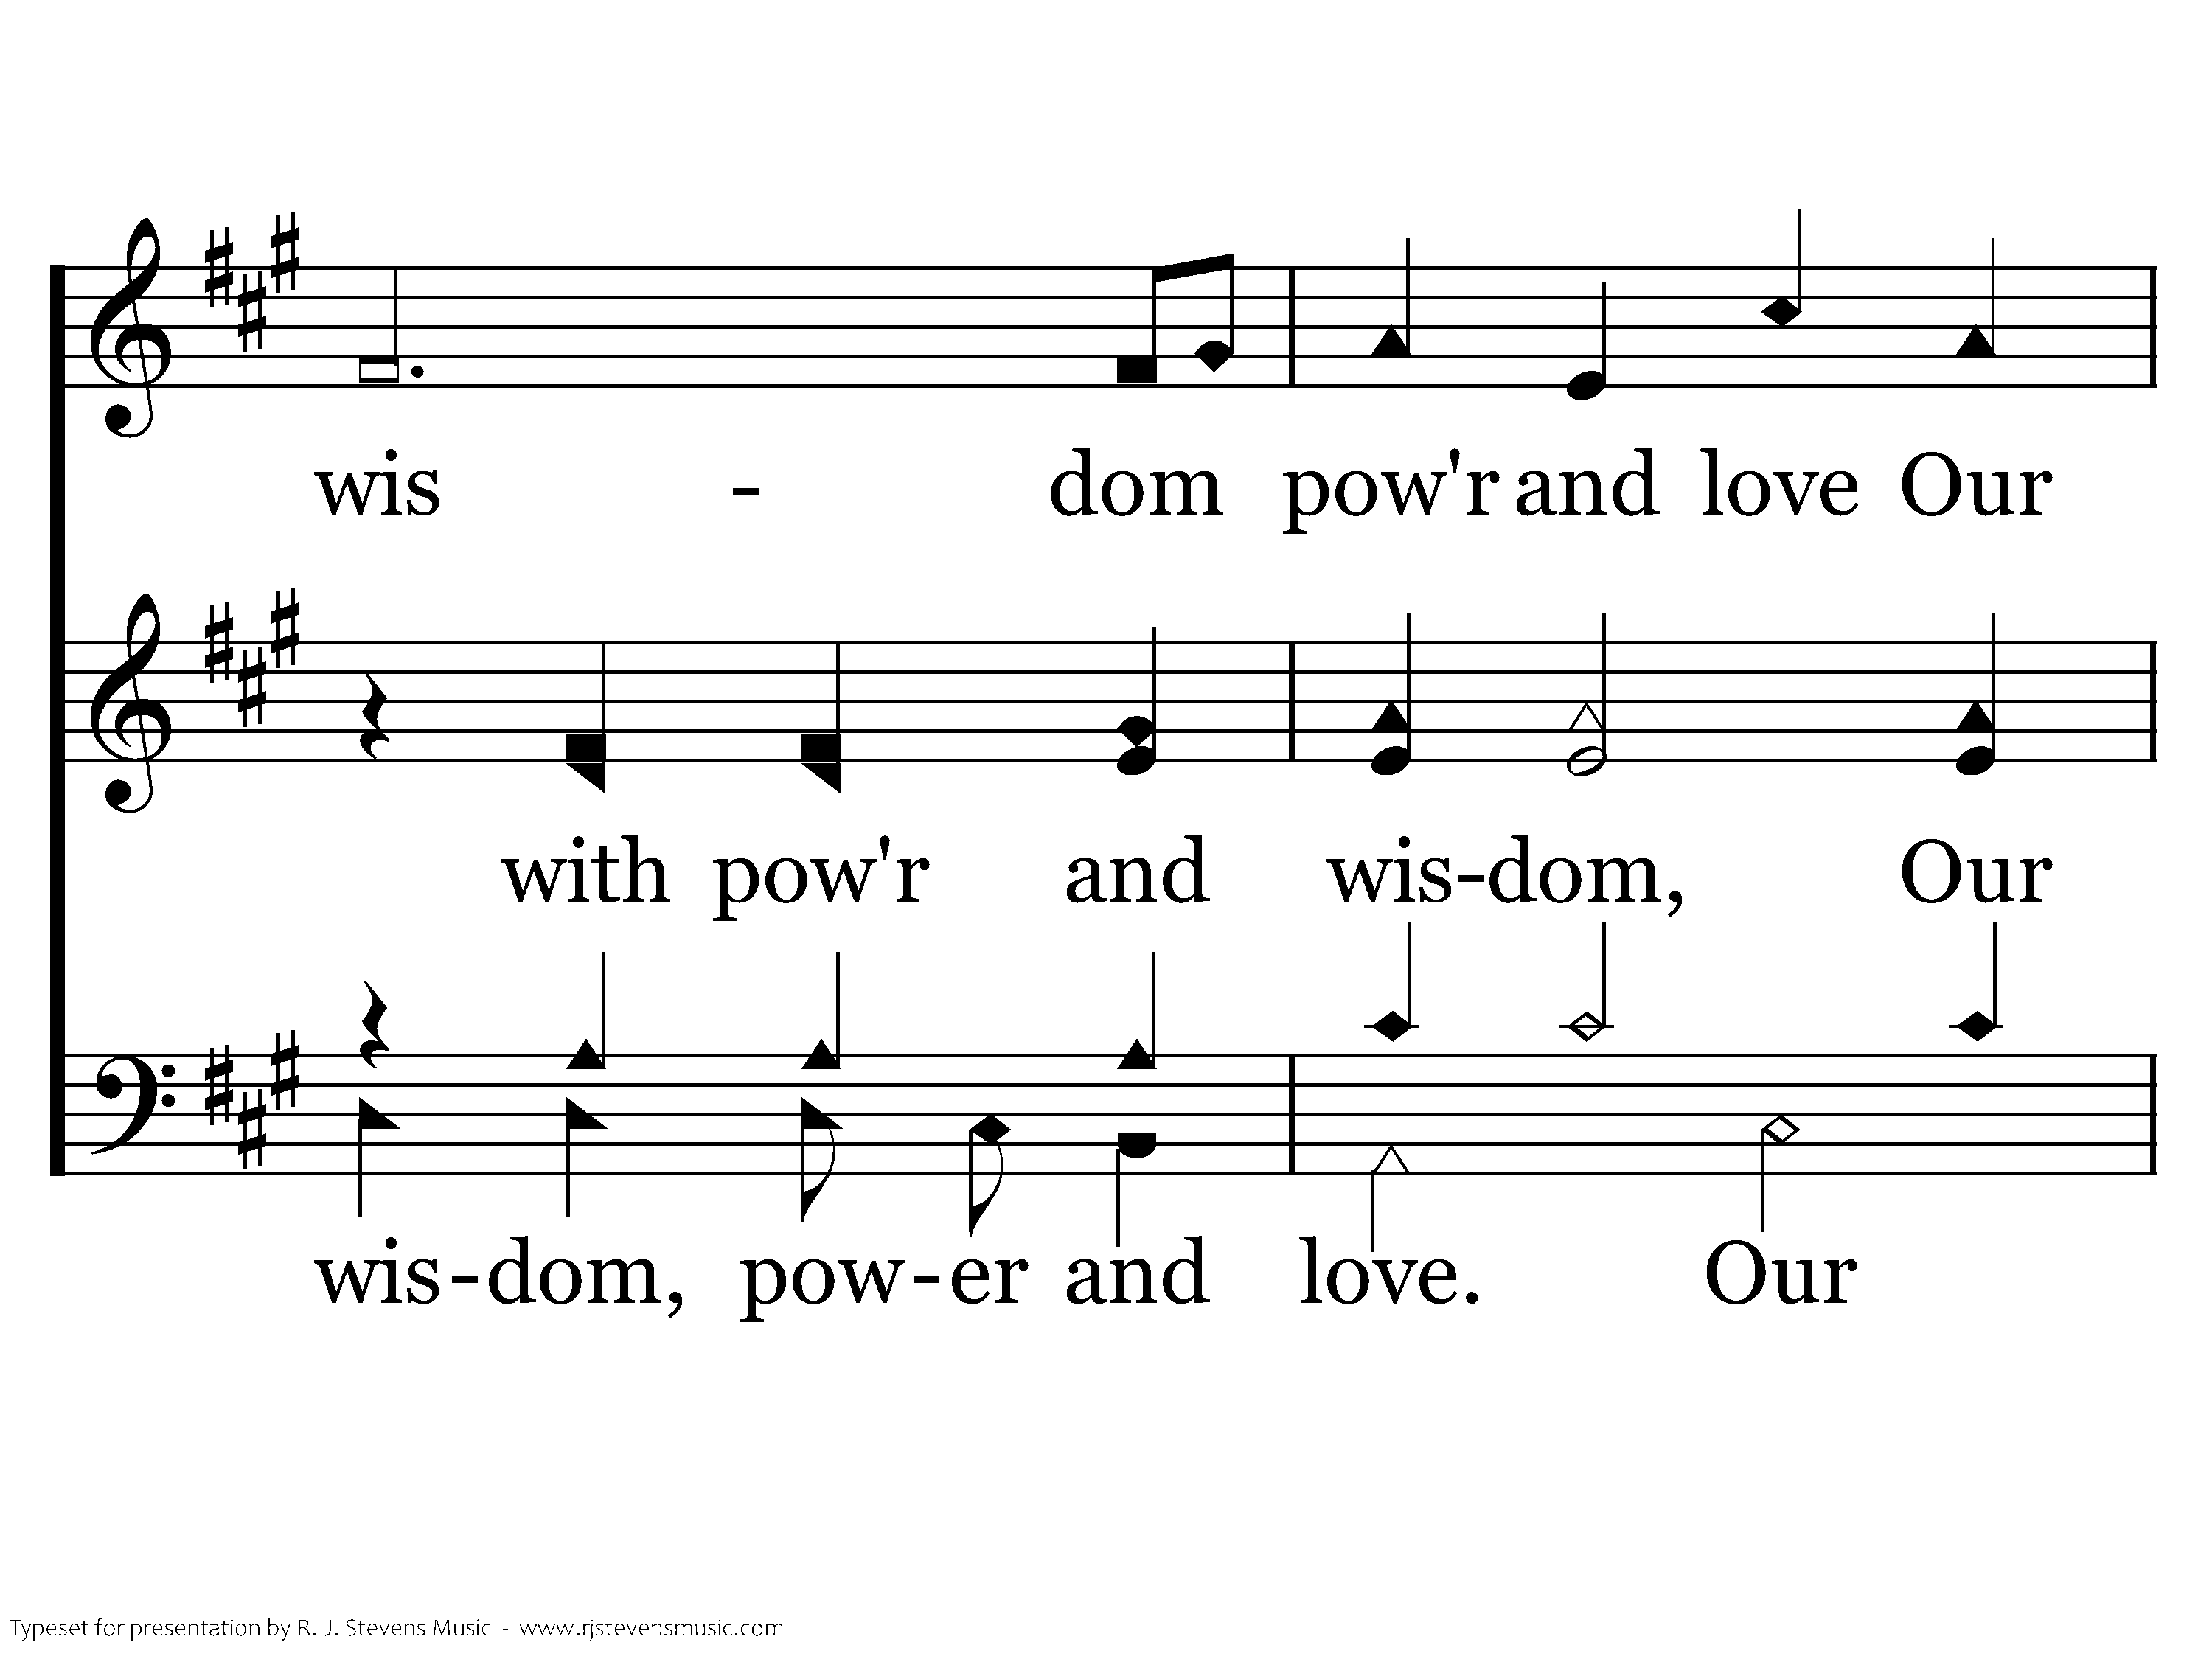 wis - dom pow'r and love Our
with pow'r and wis-dom, Our
wis-dom, pow-er and love. Our
Typeset for presentation by R. J. Stevens Music - www.rjstevensmusic.com